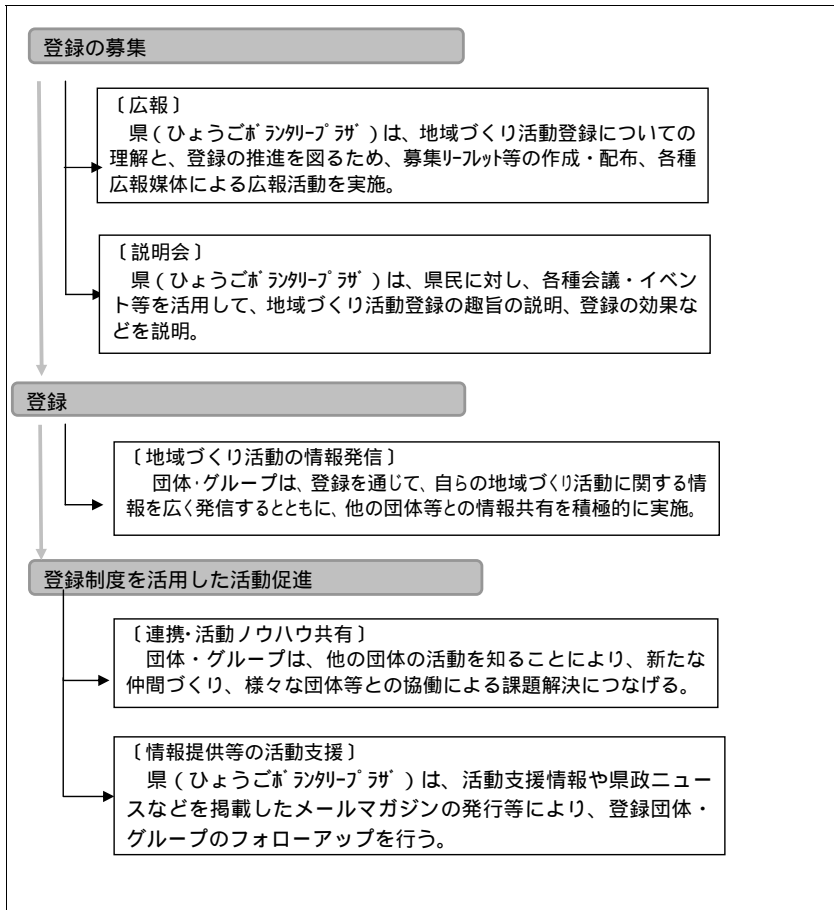 登録の募集
〔広報〕
県（ひょうごﾎﾞﾗﾝﾀﾘｰﾌﾟﾗｻﾞ）は、地域づくり活動登録についての
理解と、登録の推進を図るため、募集ﾘｰﾌﾚｯﾄ等の作成・配布、各種
広報媒体による広報活動を実施。
〔説明会〕
県（ひょうごﾎﾞﾗﾝﾀﾘｰﾌﾟﾗｻﾞ）は、県民に対し、各種会議・イベン
ト等を活用して、地域づくり活動登録の趣旨の説明、登録の効果な
どを説明。
登録
〔地域づくり活動の情報発信〕
団体・グループは、登録を通じて、自らの地域づくり活動に関する情
報を広く発信するとともに、他の団体等との情報共有を積極的に実施。
登録制度を活用した活動促進
〔連携・活動ノウハウ共有〕
団体・グループは、他の団体の活動を知ることにより、新たな
仲間づくり、様々な団体等との協働による課題解決につなげる。
〔情報提供等の活動支援〕
県（ひょうごﾎﾞﾗﾝﾀﾘｰﾌﾟﾗｻﾞ）は、活動支援情報や県政ニュー
スなどを掲載したメールマガジンの発行等により、登録団体・
グループのフォローアップを行う。